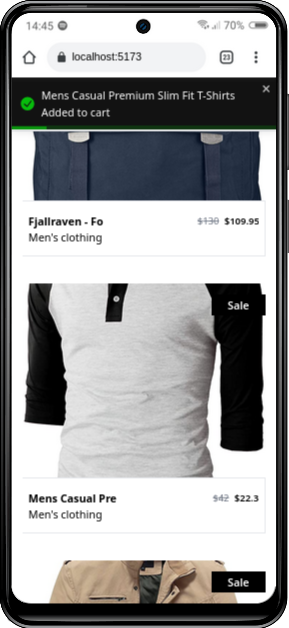 14:45
70%
localhost:5173
23
Mens Casual Premium Slim Fit T-Shirts
Added to cart
Fjallraven - Fo
$130 $109.95
Men's clothing
Sale
Mens Casual Pre
$42 $22.3
Men's clothing
Sale